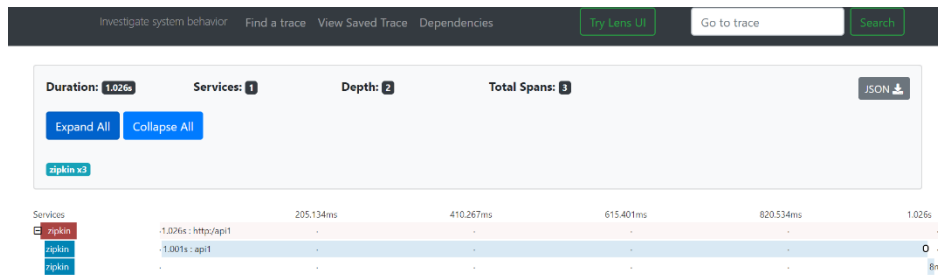 Investigate system behavior Find a trace View Saved Trace Dependencies Try Lens UI Go to trace Search
Duration: 1.026s Services: 1 Depth: 2 Total Spans: 3 JSON
Expand All Collapse All
zipkin x3
Services 205.134ms 410.267ms 615.401ms 820.534ms 1.026s
zipkin 1.026s : http:/api1
zipkin 1.001s : api1
zipkin